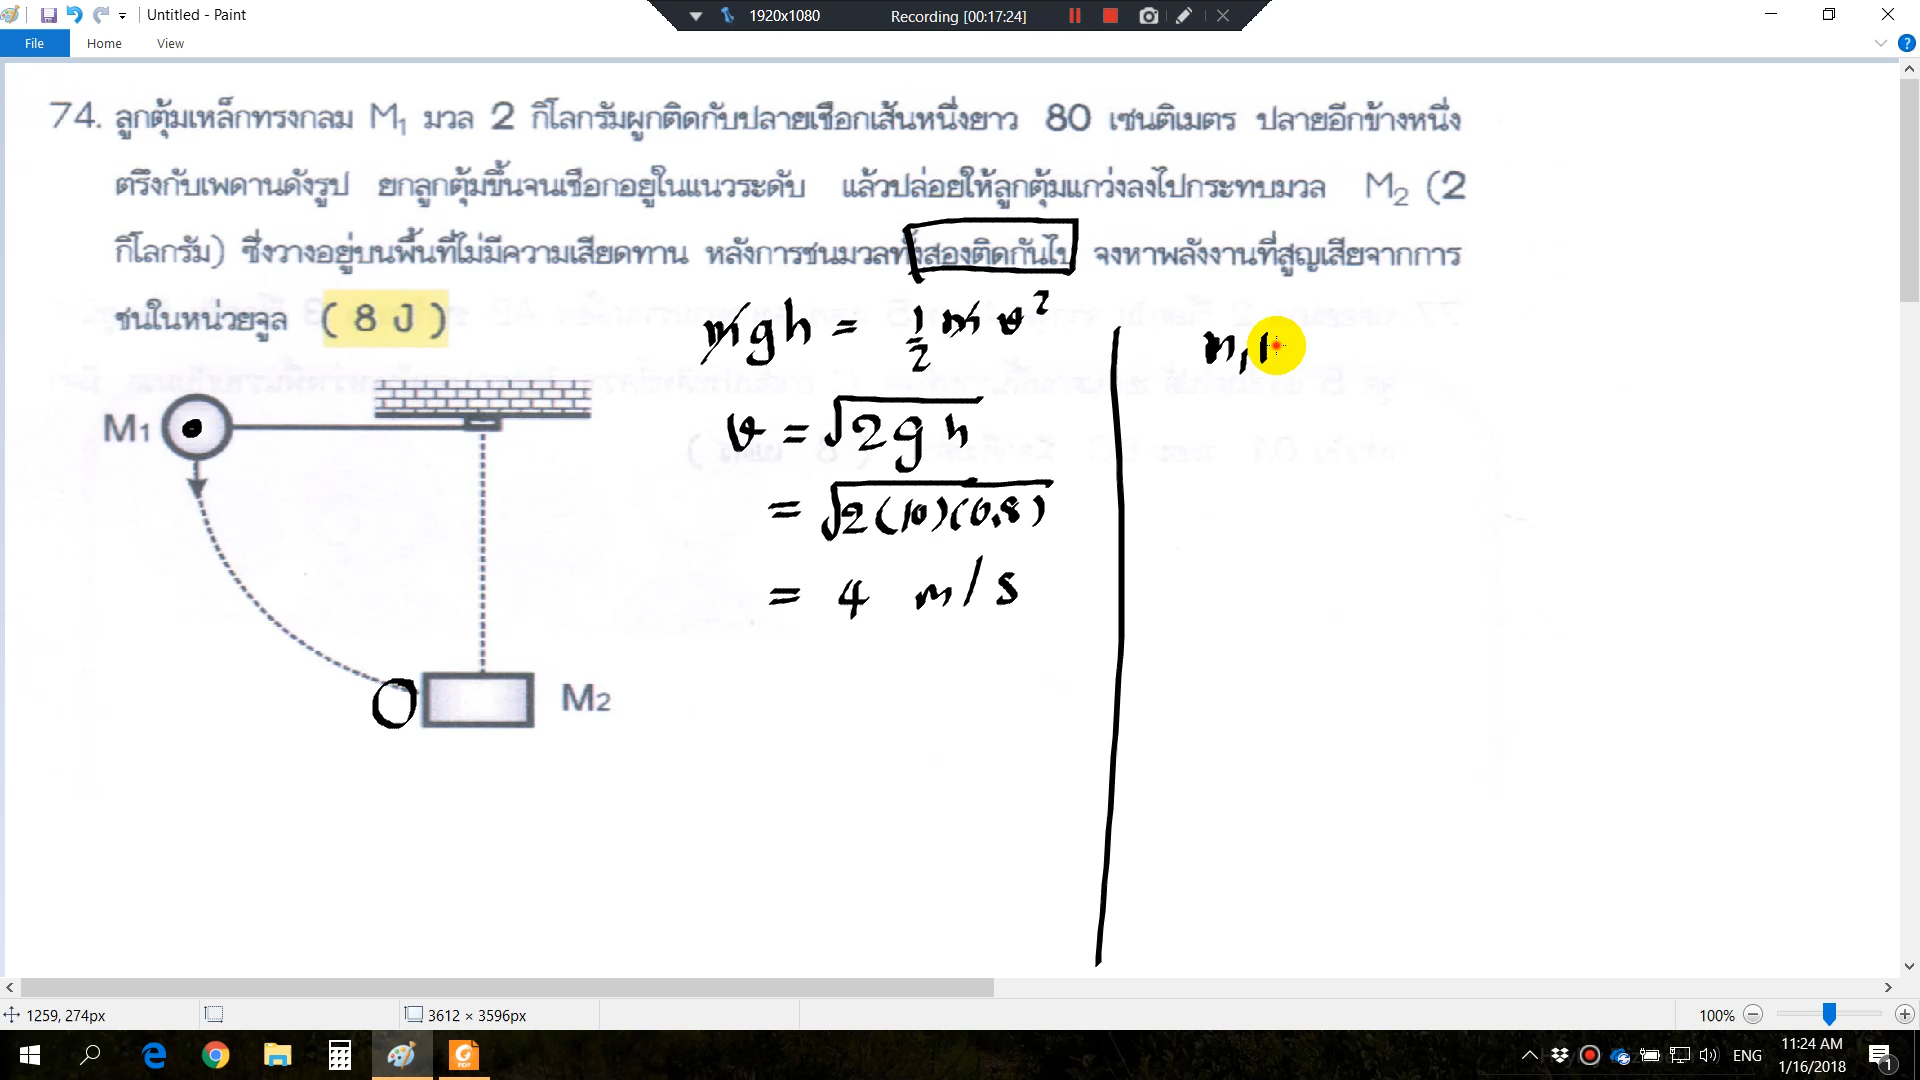 Untitled - Paint
1920x1080
Recording [00:17:24]
File Home View
74. ลูกตุ้มเหล็กทรงกลม M1 มวล 2 กิโลกรัมผูกติดกับปลายเชือกเส้นหนึ่งยาว 80 เซนติเมตร ปลายอีกข้างหนึ่ง
ตรึงกับเพดานดังรูป ยกลูกตุ้มขึ้นจนเชือกอยู่ในแนวระดับ แล้วปล่อยให้ลูกตุ้มแกว่งลงไปกระทบมวล M2 (2
กิโลกรัม) ซึ่งวางอยู่บนพื้นที่ไม่มีความเสียดทาน หลังการชนมวลทั้งสองติดกันไป จงหาพลังงานที่สูญเสียจากการ
ชนในหน่วยจูล ( 8 J )
mgh = 1/2 m v²
v = √2gh
= √2(10)(0.8)
= 4 m/s
m1
M1
M2
1259, 274px
3612 × 3596px
100%
ENG
11:24 AM
1/16/2018
1